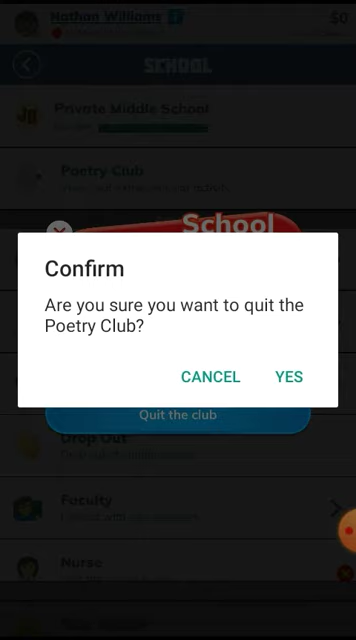 Nathan Williams
$0
SCHOOL
Private Middle School
Poetry Club
School
Confirm
Are you sure you want to quit the
Poetry Club?
CANCEL YES
Quit the club
Drop Out
Faculty
Nurse